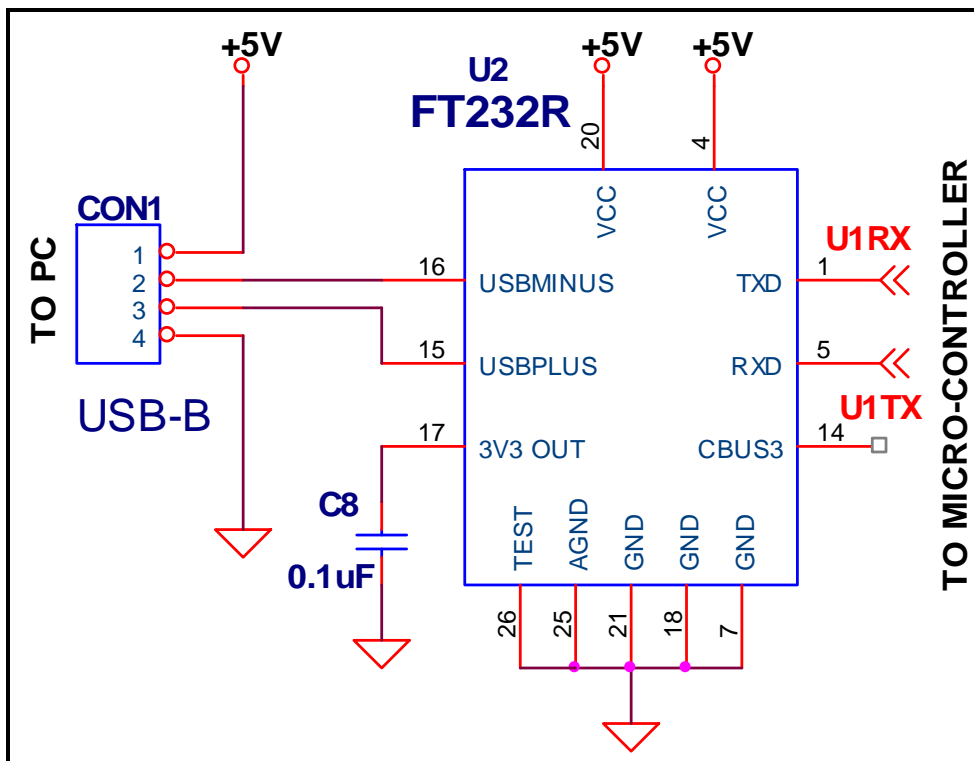 +5V
+5V
+5V
U2
FT232R
20
4
VCC
VCC
CON1
TO PC
1
2
3
4
USB-B
16
USBMINUS
15
USBPLUS
17
3V3 OUT
TXD
1
U1RX
RXD
5
U1TX
CBUS3
14
TO MICRO-CONTROLLER
C8
0.1uF
TEST
AGND
GND
GND
GND
26
25
21
18
7